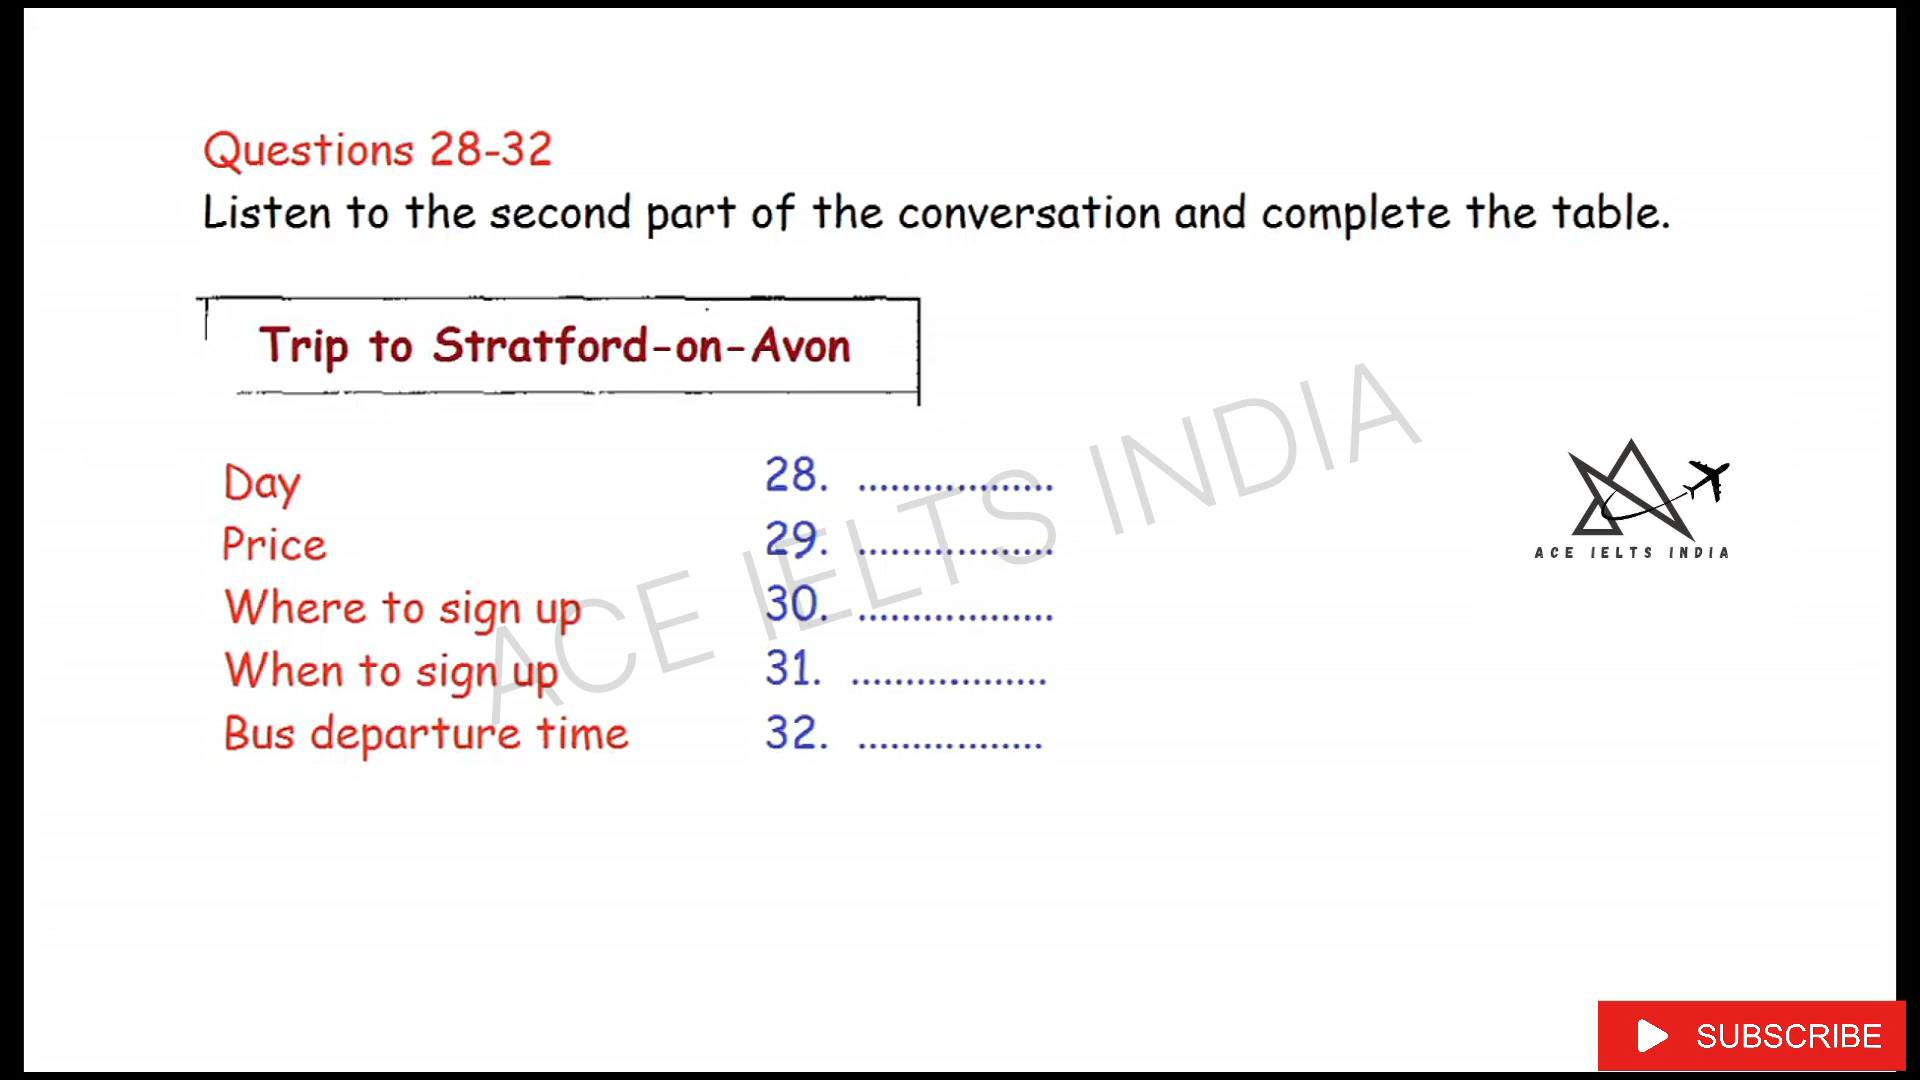 Questions 28-32
Listen to the second part of the conversation and complete the table.
Trip to Stratford-on-Avon
Day 28. ..................
Price 29. ..................
Where to sign up 30. ..................
When to sign up 31. ..................
Bus departure time 32. .................
ACE IELTS INDIA
ACE IELTS INDIA
SUBSCRIBE